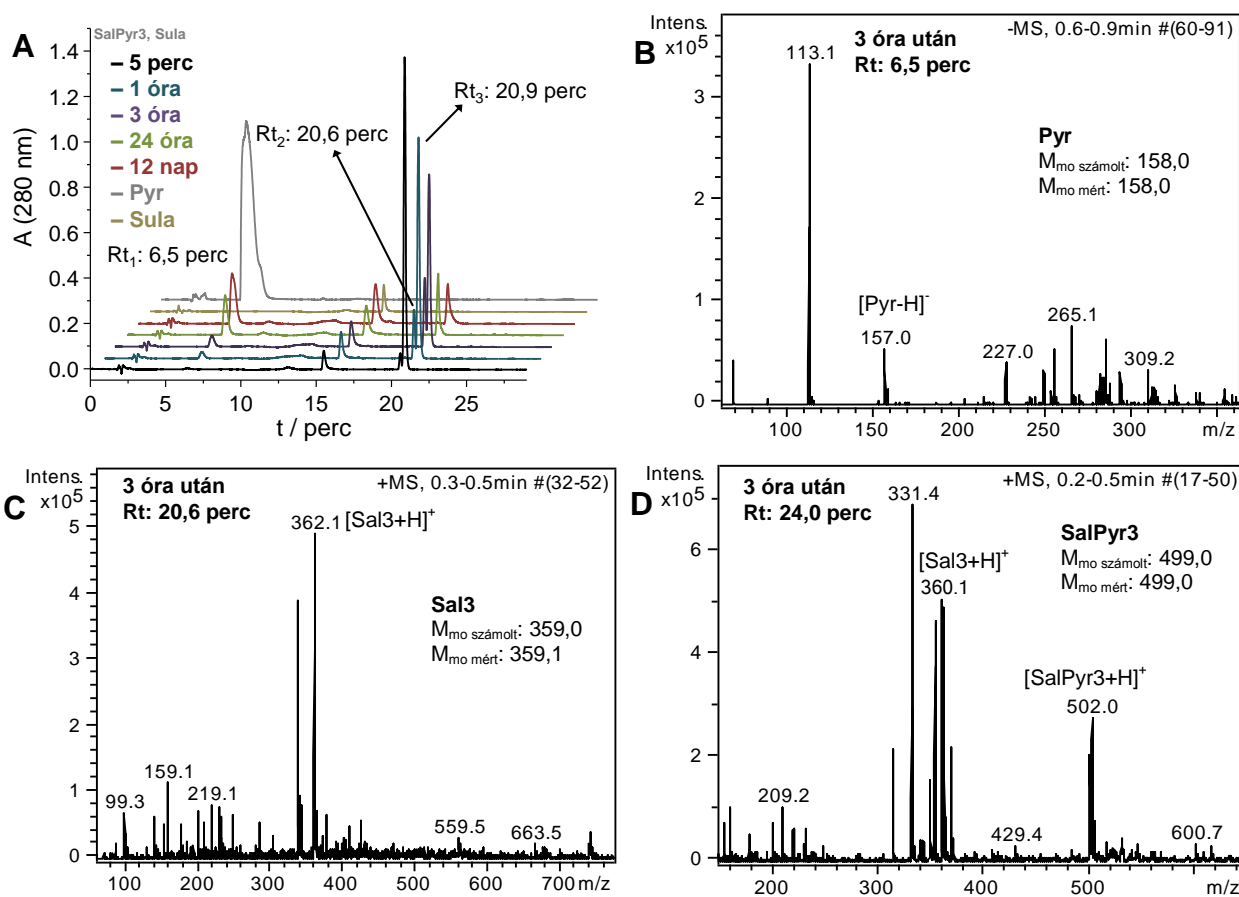 A
SalPyr3, Sula
5 perc
1 óra
3 óra
24 óra
12 nap
Pyr
Sula
Rt₁: 6,5 perc
Rt₂: 20,6 perc
Rt₃: 20,9 perc
A (280 nm)
1.4
1.2
1.0
0.8
0.6
0.4
0.2
0.0
0 5 10 15 20 25
t / perc
B
Intens.
x10⁵
3 óra után
Rt: 6,5 perc
-MS, 0.6-0.9min #(60-91)
113.1
Pyr
Mmo számolt: 158,0
Mmo mért: 158,0
[Pyr-H]⁻
157.0
227.0
265.1
309.2
3
2
1
0
100 150 200 250 300 m/z
C
Intens.
x10⁵
3 óra után
Rt: 20,6 perc
+MS, 0.3-0.5min #(32-52)
362.1 [Sal3+H]⁺
Sal3
Mmo számolt: 359,0
Mmo mért: 359,1
99.3
159.1
219.1
559.5
663.5
5
4
3
2
1
0
100 200 300 400 500 600 700 m/z
D
Intens.
x10⁵
3 óra után
Rt: 24,0 perc
+MS, 0.2-0.5min #(17-50)
331.4
SalPyr3
Mmo számolt: 499,0
Mmo mért: 499,0
[Sal3+H]⁺
360.1
[SalPyr3+H]⁺
502.0
209.2
429.4
600.7
6
4
2
0
200 300 400 500 600 m/z